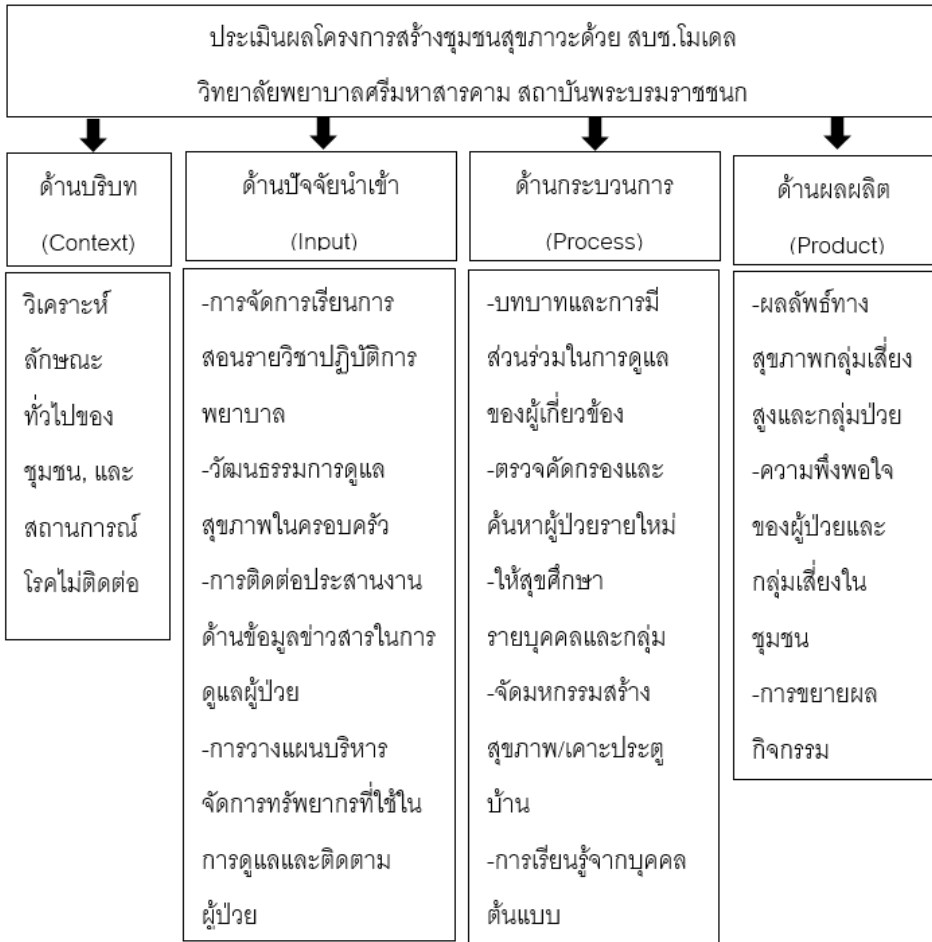 ประเมินผลโครงการสร้างชุมชนสุขภาวะด้วย สบช.โมเดล
วิทยาลัยพยาบาลศรีมหาสารคาม สถาบันพระบรมราชชนก
ด้านบริบท
(Context)
วิเคราะห์
ลักษณะ
ทั่วไปของ
ชุมชน, และ
สถานการณ์
โรคไม่ติดต่อ
ด้านปัจจัยนำเข้า
(Input)
-การจัดการเรียนการ
สอนรายวิชาปฏิบัติการ
พยาบาล
-วัฒนธรรมการดูแล
สุขภาพในครอบครัว
-การติดต่อประสานงาน
ด้านข้อมูลข่าวสารในการ
ดูแลผู้ป่วย
-การวางแผนบริหาร
จัดการทรัพยากรที่ใช้ใน
การดูแลและติดตาม
ผู้ป่วย
ด้านกระบวนการ
(Process)
-บทบาทและการมี
ส่วนร่วมในการดูแล
ของผู้เกี่ยวข้อง
-ตรวจคัดกรองและ
ค้นหาผู้ป่วยรายใหม่
-ให้สุขศึกษา
รายบุคคลและกลุ่ม
-จัดมหกรรมสร้าง
สุขภาพ/เคาะประตู
บ้าน
-การเรียนรู้จากบุคคล
ต้นแบบ
ด้านผลผลิต
(Product)
-ผลลัพธ์ทาง
สุขภาพกลุ่มเสี่ยง
สูงและกลุ่มป่วย
-ความพึงพอใจ
ของผู้ป่วยและ
กลุ่มเสี่ยงใน
ชุมชน
-การขยายผล
กิจกรรม